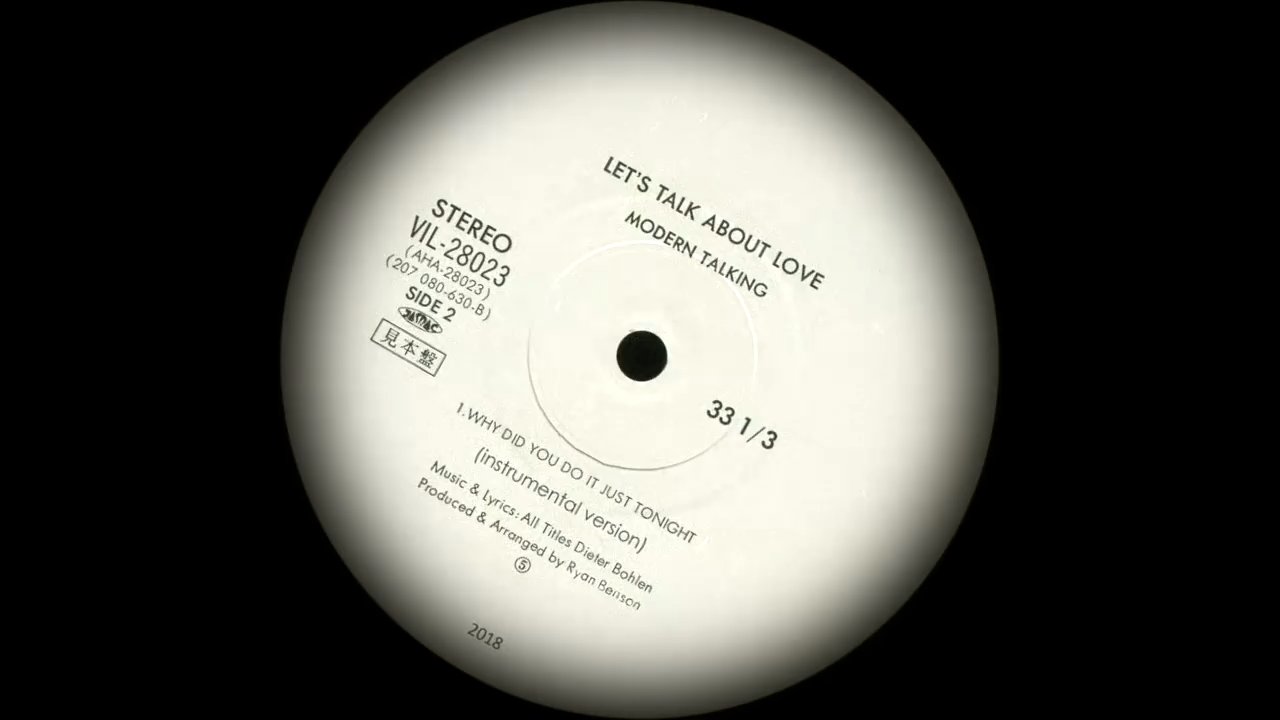 LET'S TALK ABOUT LOVE
MODERN TALKING
STEREO
VIL-28023
(AHA-28023)
(207 080-630-B)
SIDE 2
JASRAC
見本盤
33 1/3
1. WHY DID YOU DO IT JUST TONIGHT
(instrumental version)
Music & Lyrics: All Titles Dieter Bohlen
Produced & Arranged by Ryan Benson
⑤
2018